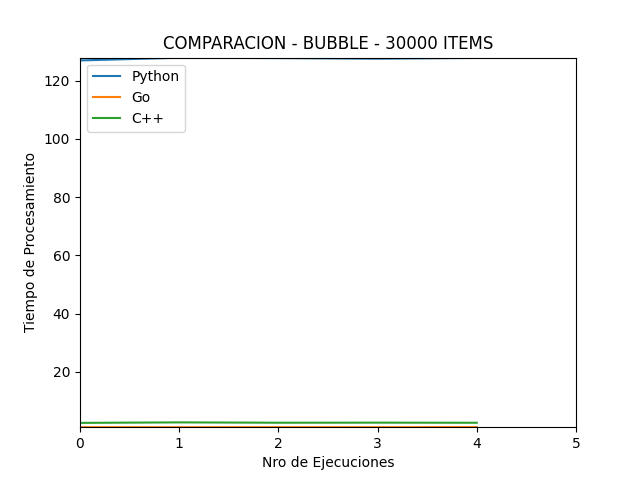 COMPARACION - BUBBLE - 30000 ITEMS
Python
Go
C++
120
100
80
60
40
20
Tiempo de Procesamiento
0 1 2 3 4 5
Nro de Ejecuciones